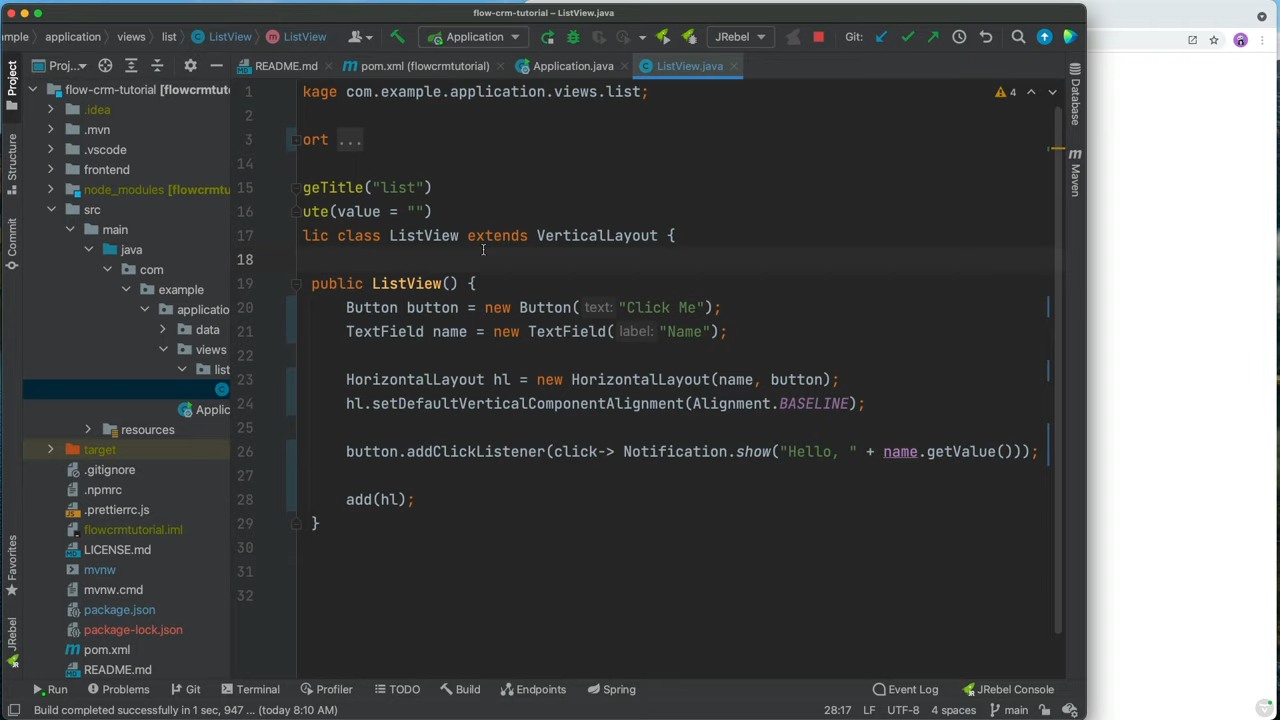 flow-crm-tutorial – ListView.java
mple
application
views
list
ListView
ListView
Application
JRebel
Git:
Project
Structure
Commit
Favorites
JRebel
Proj...
README.md
pom.xml (flowcrmtutorial)
Application.java
ListView.java
flow-crm-tutorial [flowcrmtut
.idea
.mvn
.vscode
frontend
node_modules [flowcrmtu
src
main
java
com
example
applicatio
data
views
list
Applic
resources
target
.gitignore
.npmrc
.prettierrc.js
flowcrmtutorial.iml
LICENSE.md
mvnw
mvnw.cmd
package.json
package-lock.json
pom.xml
README.md
1 kage com.example.application.views.list;
2
3 ort ...
14
15 geTitle("list")
16 ute(value = "")
17 lic class ListView extends VerticalLayout {
18
19 public ListView() {
20 Button button = new Button( text: "Click Me");
21 TextField name = new TextField( label: "Name");
22
23 HorizontalLayout hl = new HorizontalLayout(name, button);
24 hl.setDefaultVerticalComponentAlignment(Alignment.BASELINE);
25
26 button.addClickListener(click-> Notification.show("Hello, " + name.getValue()));
27
28 add(hl);
29 }
30
31
32
4
Database
Maven
Run
Problems
Git
Terminal
Profiler
TODO
Build
Endpoints
Spring
Event Log
JRebel Console
Build completed successfully in 1 sec, 947 ... (today 8:10 AM)
28:17 LF UTF-8 4 spaces main